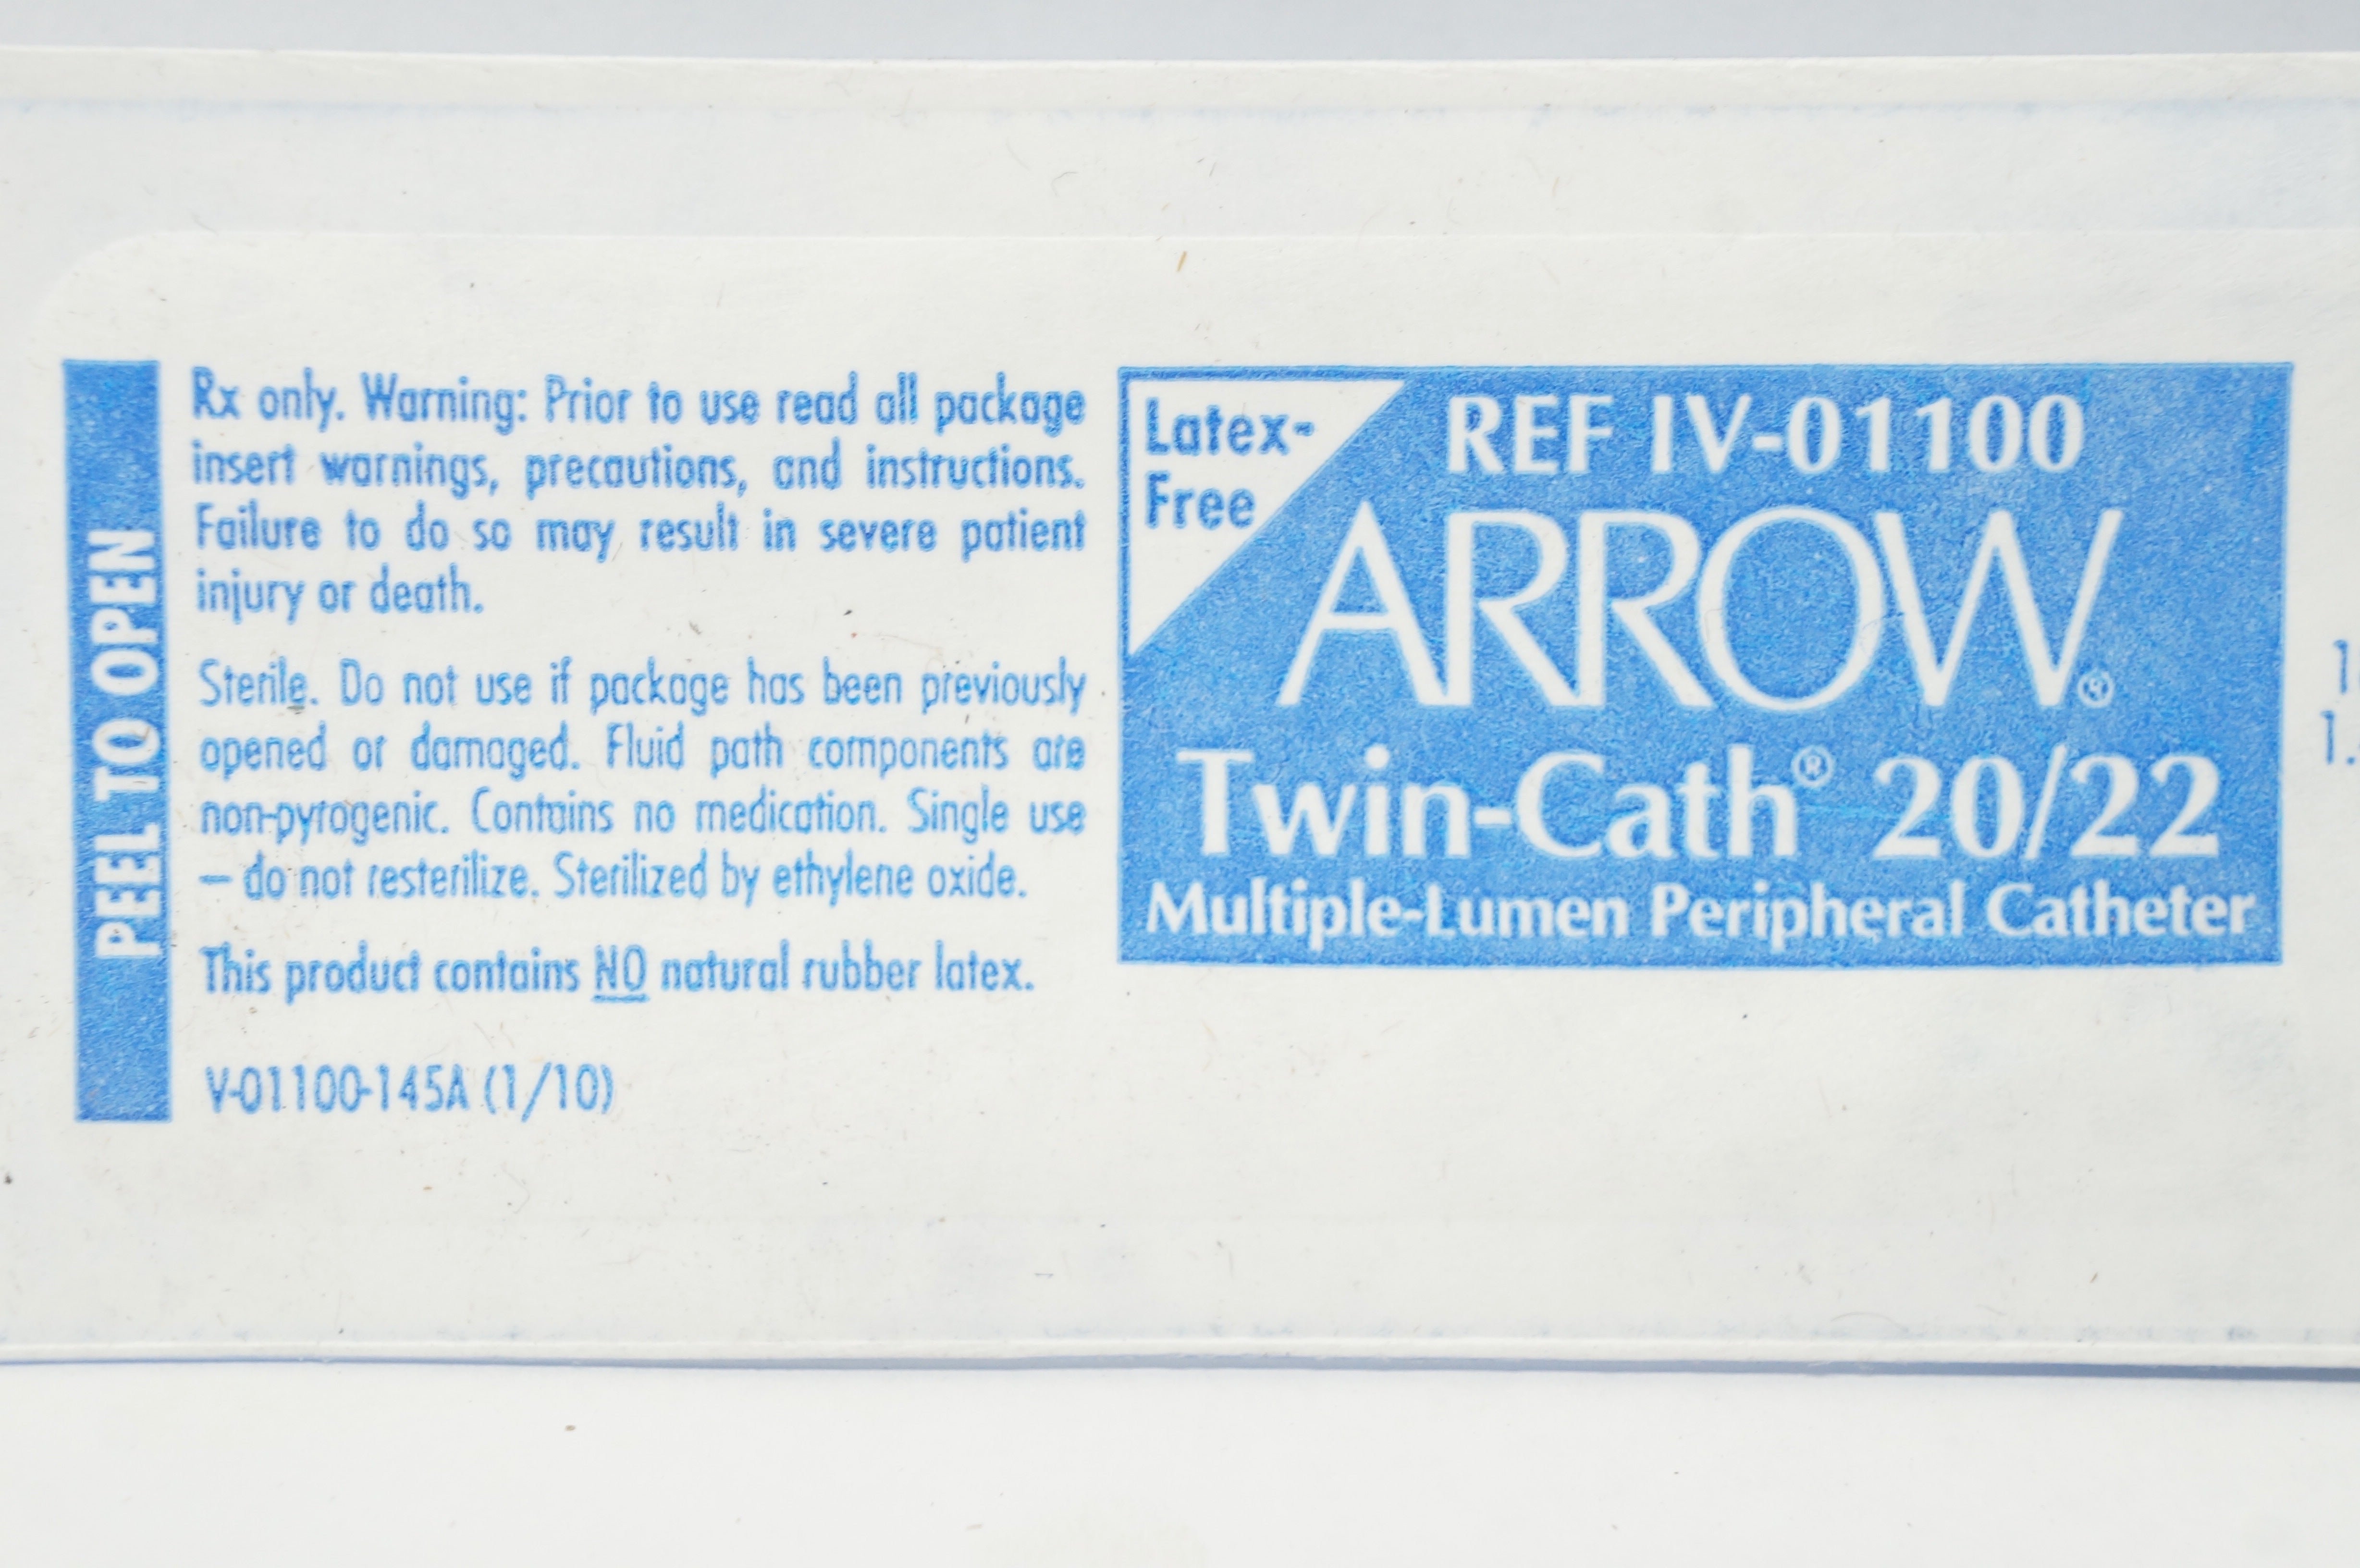 PEEL TO OPEN
Rx only. Warning: Prior to use read all package
insert warnings, precautions, and instructions.
Failure to do so may result in severe patient
injury or death.
Sterile. Do not use if package has been previously
opened or damaged. Fluid path components are
non-pyrogenic. Contains no medication. Single use
– do not resterilize. Sterilized by ethylene oxide.
This product contains NO natural rubber latex.
V-01100-145A (1/10)
Latex-
Free
REF IV-01100
ARROW®
Twin-Cath® 20/22
Multiple-Lumen Peripheral Catheter